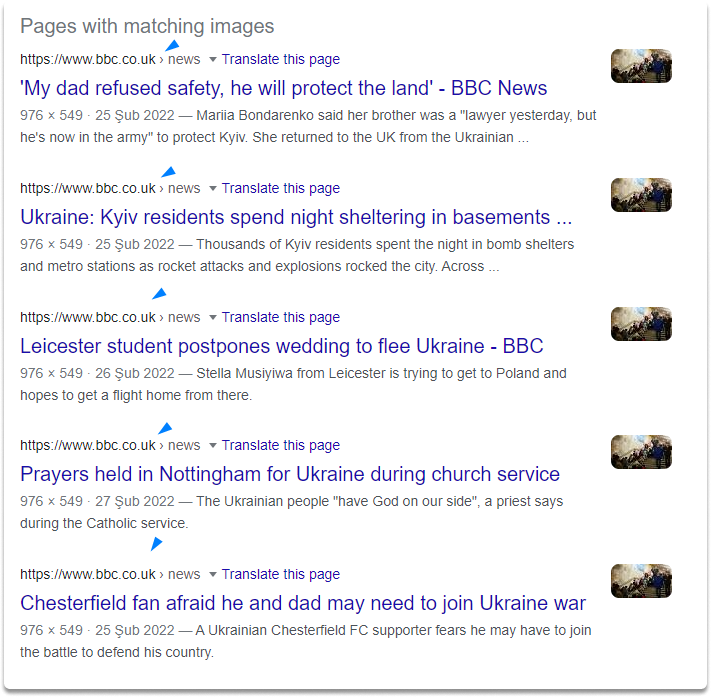 Pages with matching images
https://www.bbc.co.uk › news ▾ Translate this page
'My dad refused safety, he will protect the land' - BBC News
976 × 549 · 25 Şub 2022 — Mariia Bondarenko said her brother was a "lawyer yesterday, but
he's now in the army" to protect Kyiv. She returned to the UK from the Ukrainian ...
https://www.bbc.co.uk › news ▾ Translate this page
Ukraine: Kyiv residents spend night sheltering in basements ...
976 × 549 · 25 Şub 2022 — Thousands of Kyiv residents spent the night in bomb shelters
and metro stations as rocket attacks and explosions rocked the city. Across ...
https://www.bbc.co.uk › news ▾ Translate this page
Leicester student postpones wedding to flee Ukraine - BBC
976 × 549 · 26 Şub 2022 — Stella Musiyiwa from Leicester is trying to get to Poland and
hopes to get a flight home from there.
https://www.bbc.co.uk › news ▾ Translate this page
Prayers held in Nottingham for Ukraine during church service
976 × 549 · 27 Şub 2022 — The Ukrainian people "have God on our side", a priest says
during the Catholic service.
https://www.bbc.co.uk › news ▾ Translate this page
Chesterfield fan afraid he and dad may need to join Ukraine war
976 × 549 · 25 Şub 2022 — A Ukrainian Chesterfield FC supporter fears he may have to join
the battle to defend his country.